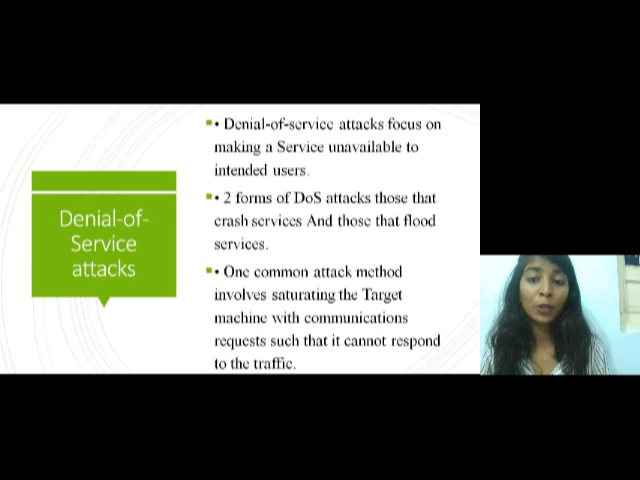 Denial-of-
Service
attacks
• Denial-of-service attacks focus on
making a Service unavailable to
intended users.
• 2 forms of DoS attacks those that
crash services And those that flood
services.
• One common attack method
involves saturating the Target
machine with communications
requests such that it cannot respond
to the traffic.